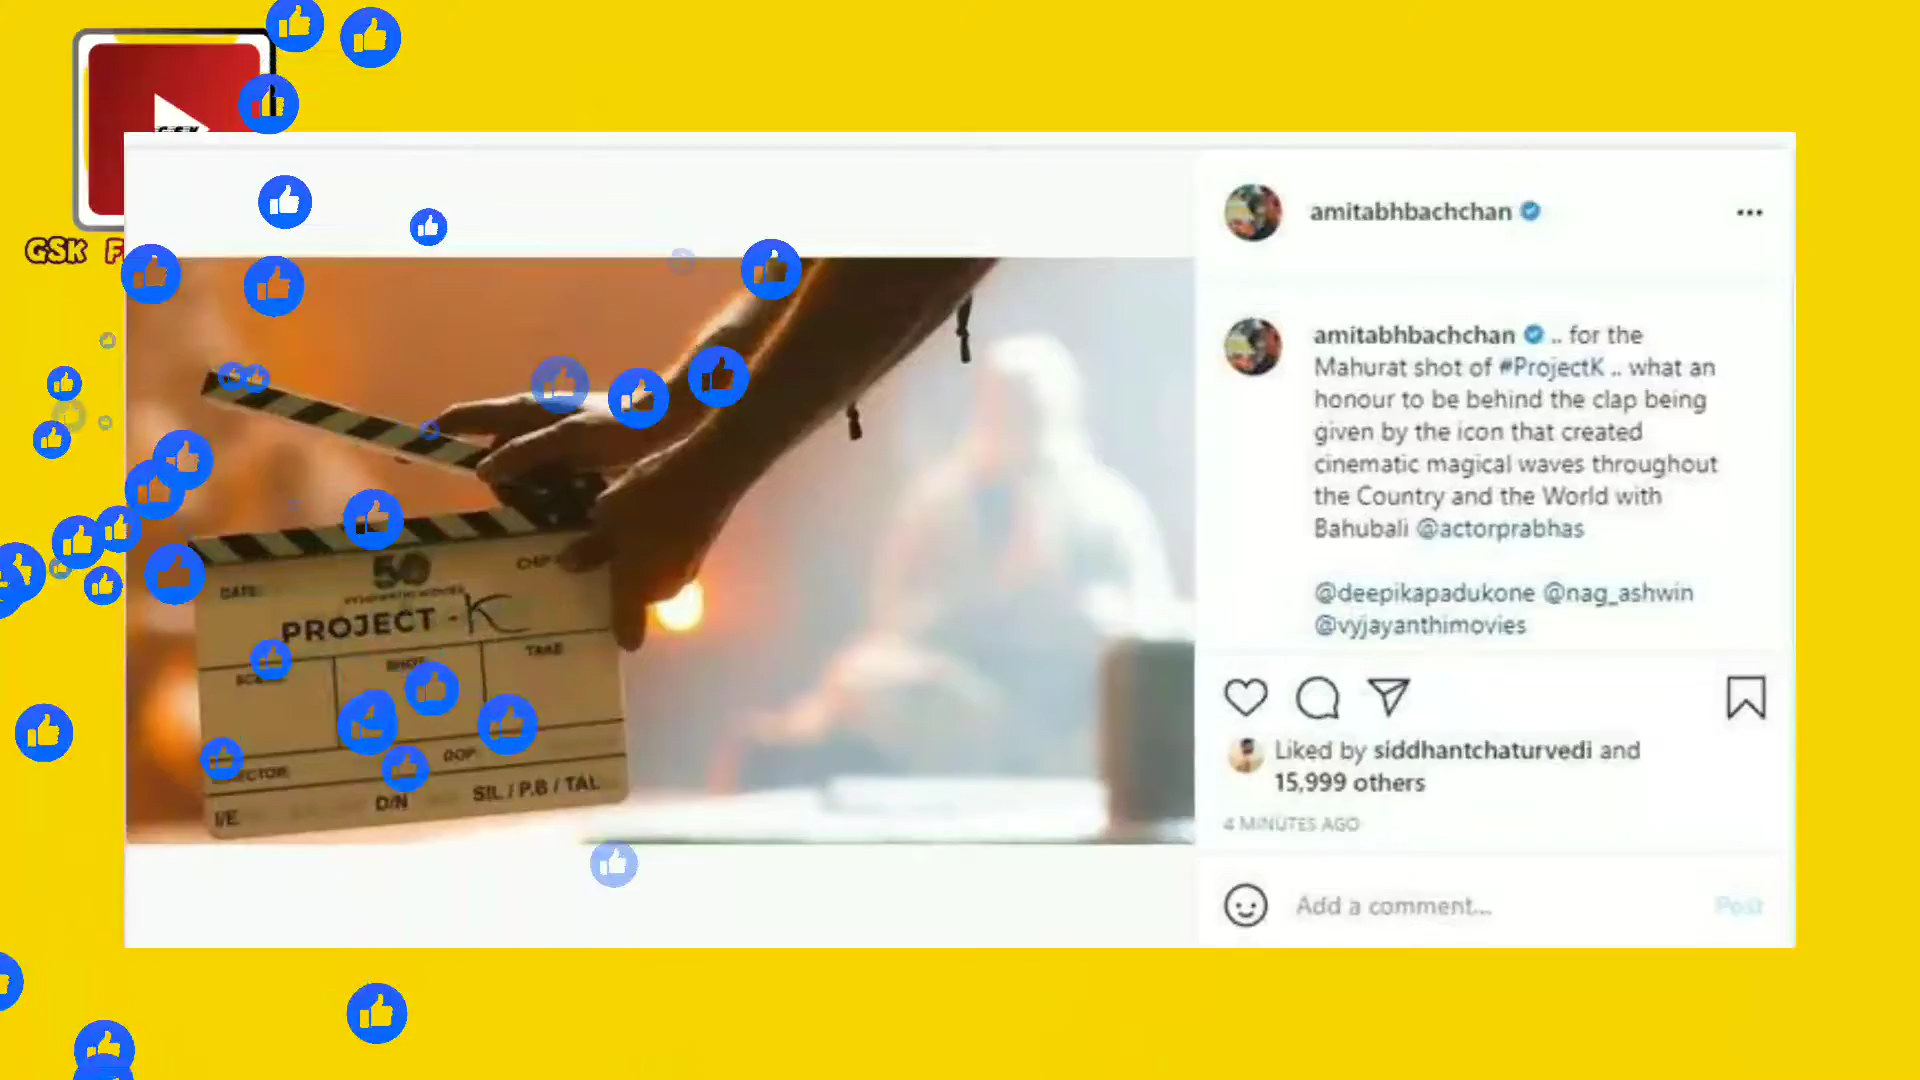 GSK
GSK
amitabhbachchan
amitabhbachchan .. for the
Mahurat shot of #ProjectK .. what an
honour to be behind the clap being
given by the icon that created
cinematic magical waves throughout
the Country and the World with
Bahubali @actorprabhas
@deepikapadukone @nag_ashwin
@vyjayanthimovies
Liked by siddhantchaturvedi and
15,999 others
4 MINUTES AGO
Add a comment...
Post
DATE:
50
VYJAYANTHI MOVIES
PROJECT - K
SHOT
TAKE
DOP:
I/E
D/N
SIL / P.B / TAL